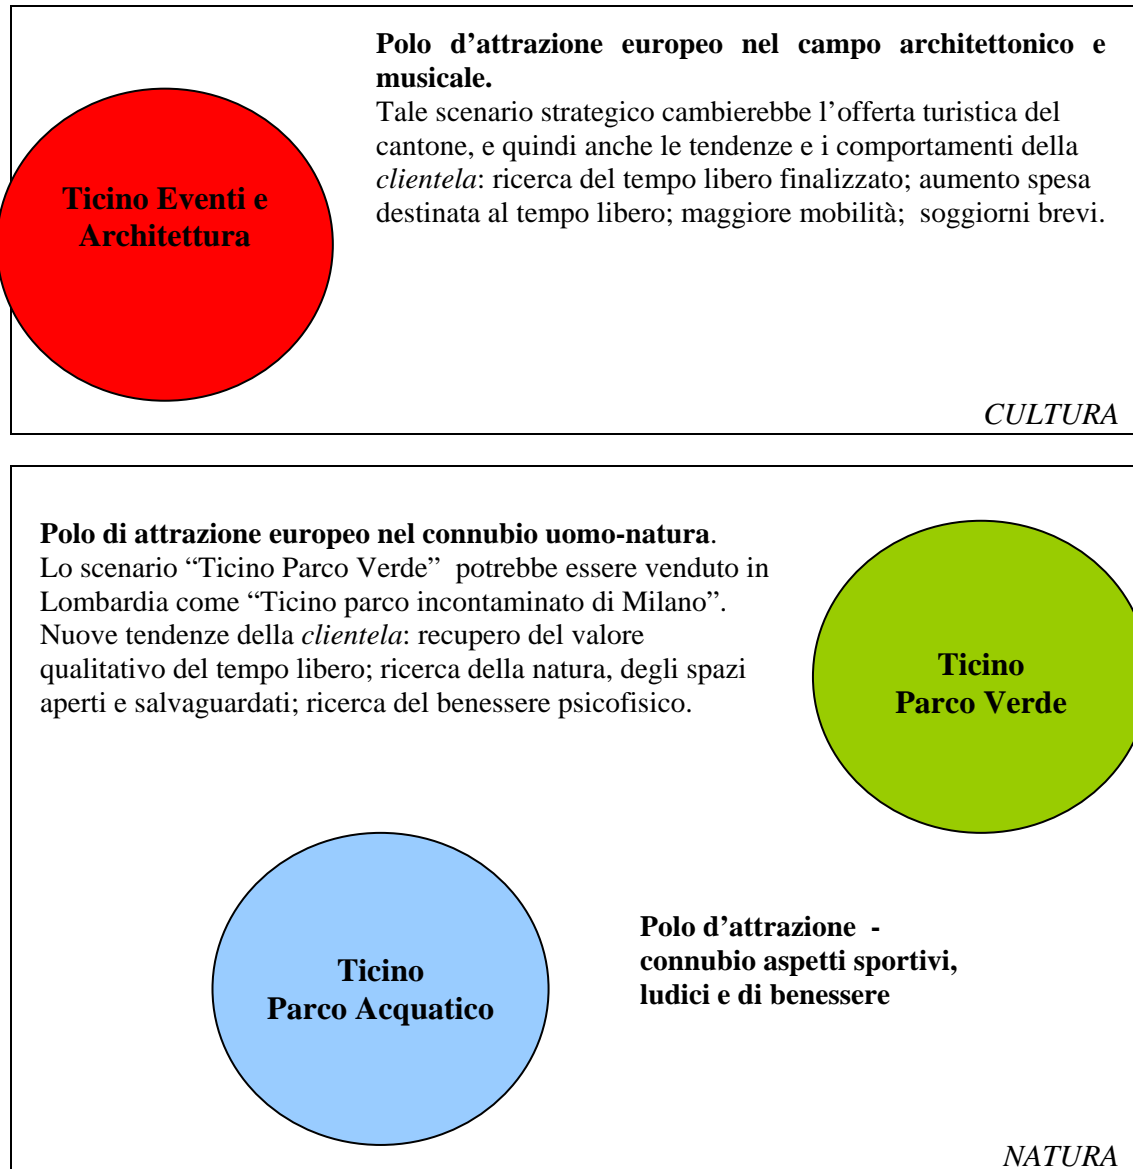 Polo d’attrazione europeo nel campo architettonico e
musicale.
Tale scenario strategico cambierebbe l’offerta turistica del
cantone, e quindi anche le tendenze e i comportamenti della
clientela: ricerca del tempo libero finalizzato; aumento spesa
destinata al tempo libero; maggiore mobilità; soggiorni brevi.
Ticino Eventi e
Architettura
CULTURA
Polo di attrazione europeo nel connubio uomo-natura.
Lo scenario “Ticino Parco Verde” potrebbe essere venduto in
Lombardia come “Ticino parco incontaminato di Milano”.
Nuove tendenze della clientela: recupero del valore
qualitativo del tempo libero; ricerca della natura, degli spazi
aperti e salvaguardati; ricerca del benessere psicofisico.
Ticino
Parco Verde
Ticino
Parco Acquatico
Polo d’attrazione -
connubio aspetti sportivi,
ludici e di benessere
NATURA